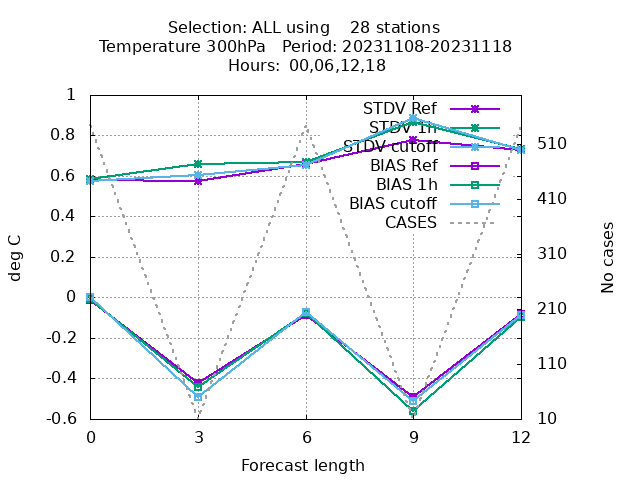 Selection: ALL using 28 stations
Temperature 300hPa Period: 20231108-20231118
Hours: 00,06,12,18
STDV Ref
STDV 1h
STDV cutoff
BIAS Ref
BIAS 1h
BIAS cutoff
CASES
deg C
1
0.8
0.6
0.4
0.2
0
-0.2
-0.4
-0.6
No cases
510
410
310
210
110
10
0
3
6
9
12
Forecast length